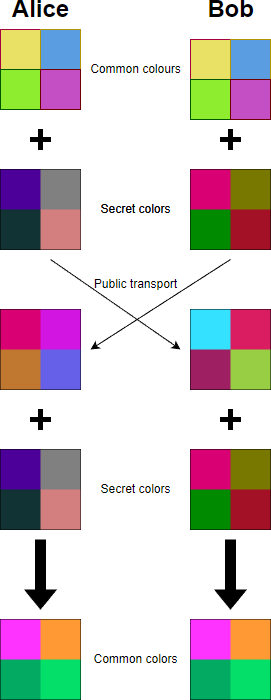 Alice Bob
Common colours
+ +
Secret colors
Public transport
+ +
Secret colors
Common colors